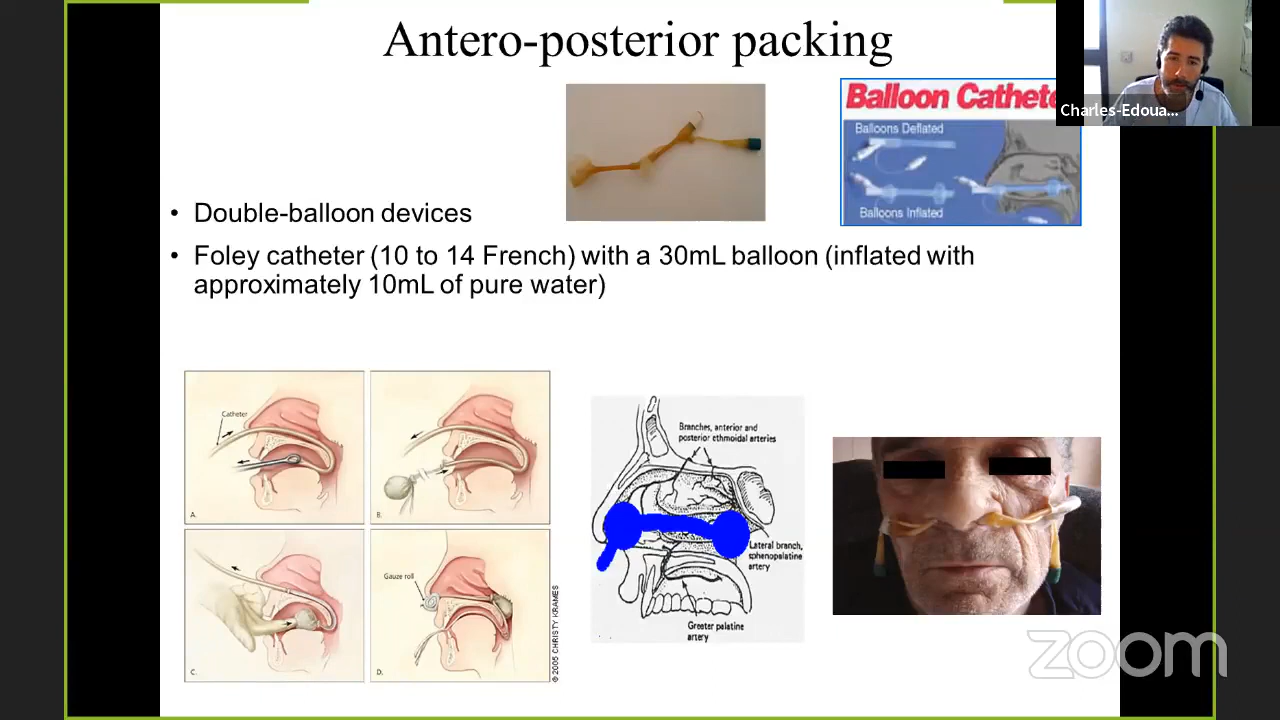 Antero-posterior packing
Charles-Edoua...
Balloon Cathete
Balloons Deflated
Balloons Inflated
• Double-balloon devices
• Foley catheter (10 to 14 French) with a 30mL balloon (inflated with
approximately 10mL of pure water)
Catheter
A.
B.
C.
Gauze roll
D.
© 2005 CHRISTY KRAMES
Branches, anterior and
posterior ethmoidal arteries
Lateral branch,
sphenopalatine
artery
Greater palatine
artery
zoom